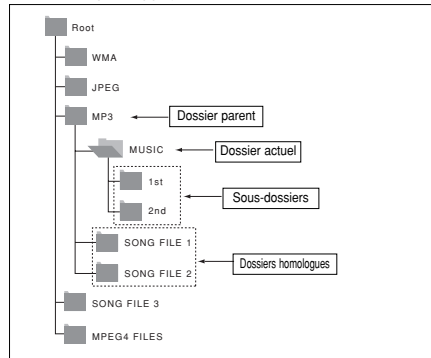 Root
WMA
JPEG
MP3
Dossier parent
MUSIC
Dossier actuel
1st
2nd
Sous-dossiers
SONG FILE 1
SONG FILE 2
Dossiers homologues
SONG FILE 3
MPEG4 FILES